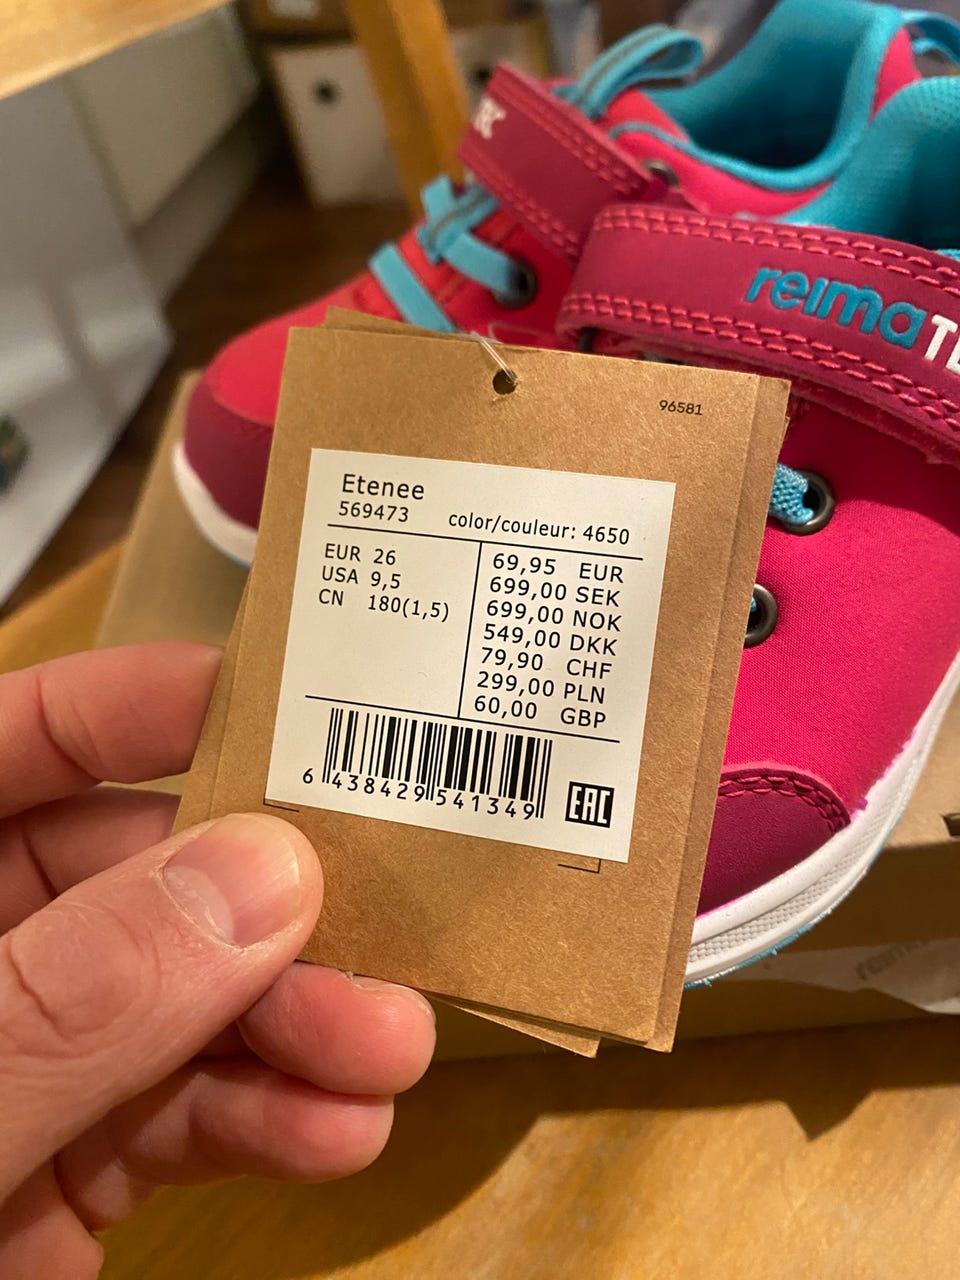 reima
96581
Etenee
569473 color/couleur: 4650
EUR 26
USA 9,5
CN 180(1,5)
69,95 EUR
699,00 SEK
699,00 NOK
549,00 DKK
79,90 CHF
299,00 PLN
60,00 GBP
6 438429 541349
EAC